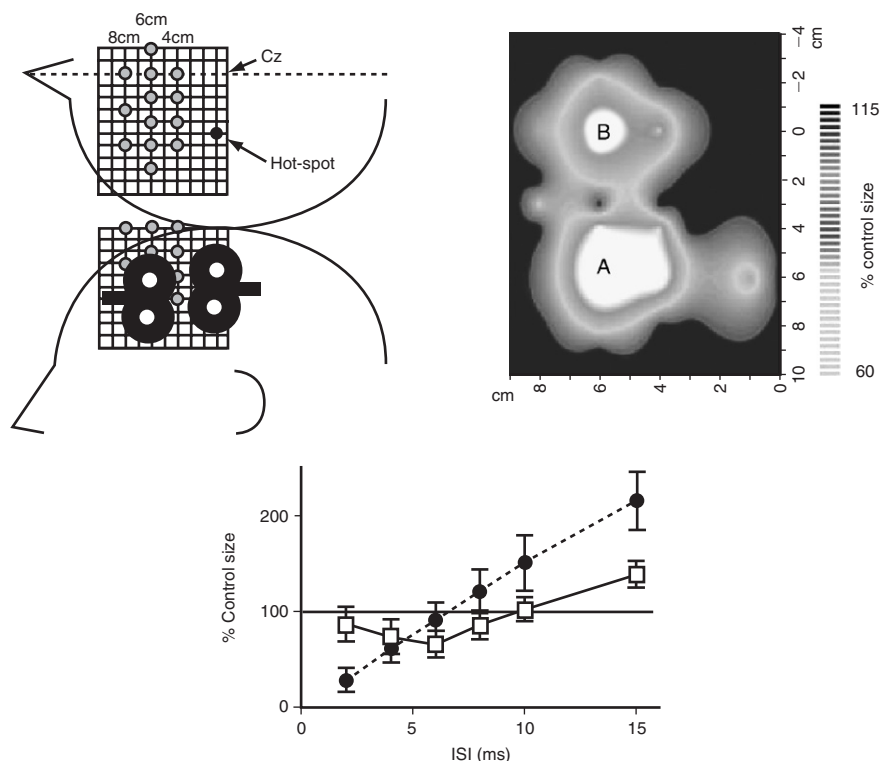 6cm
8cm 4cm
Cz
Hot-spot
B
A
−4
−2
0
2
4
6
8
10
cm
8 6 4 2 0
cm
115
60
% control size
200
100
0
% Control size
0 5 10 15
ISI (ms)